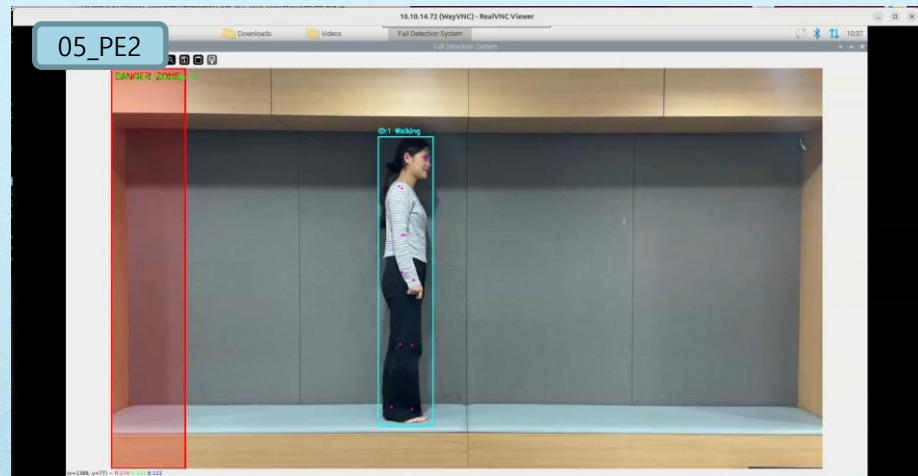 10.10.14.72 (WayVNC) - RealVNC Viewer
05_PE2
Downloads
Videos
Fall Detection System
10:37
Fall Detection System
DANGER ZONE
ID:1 Walking